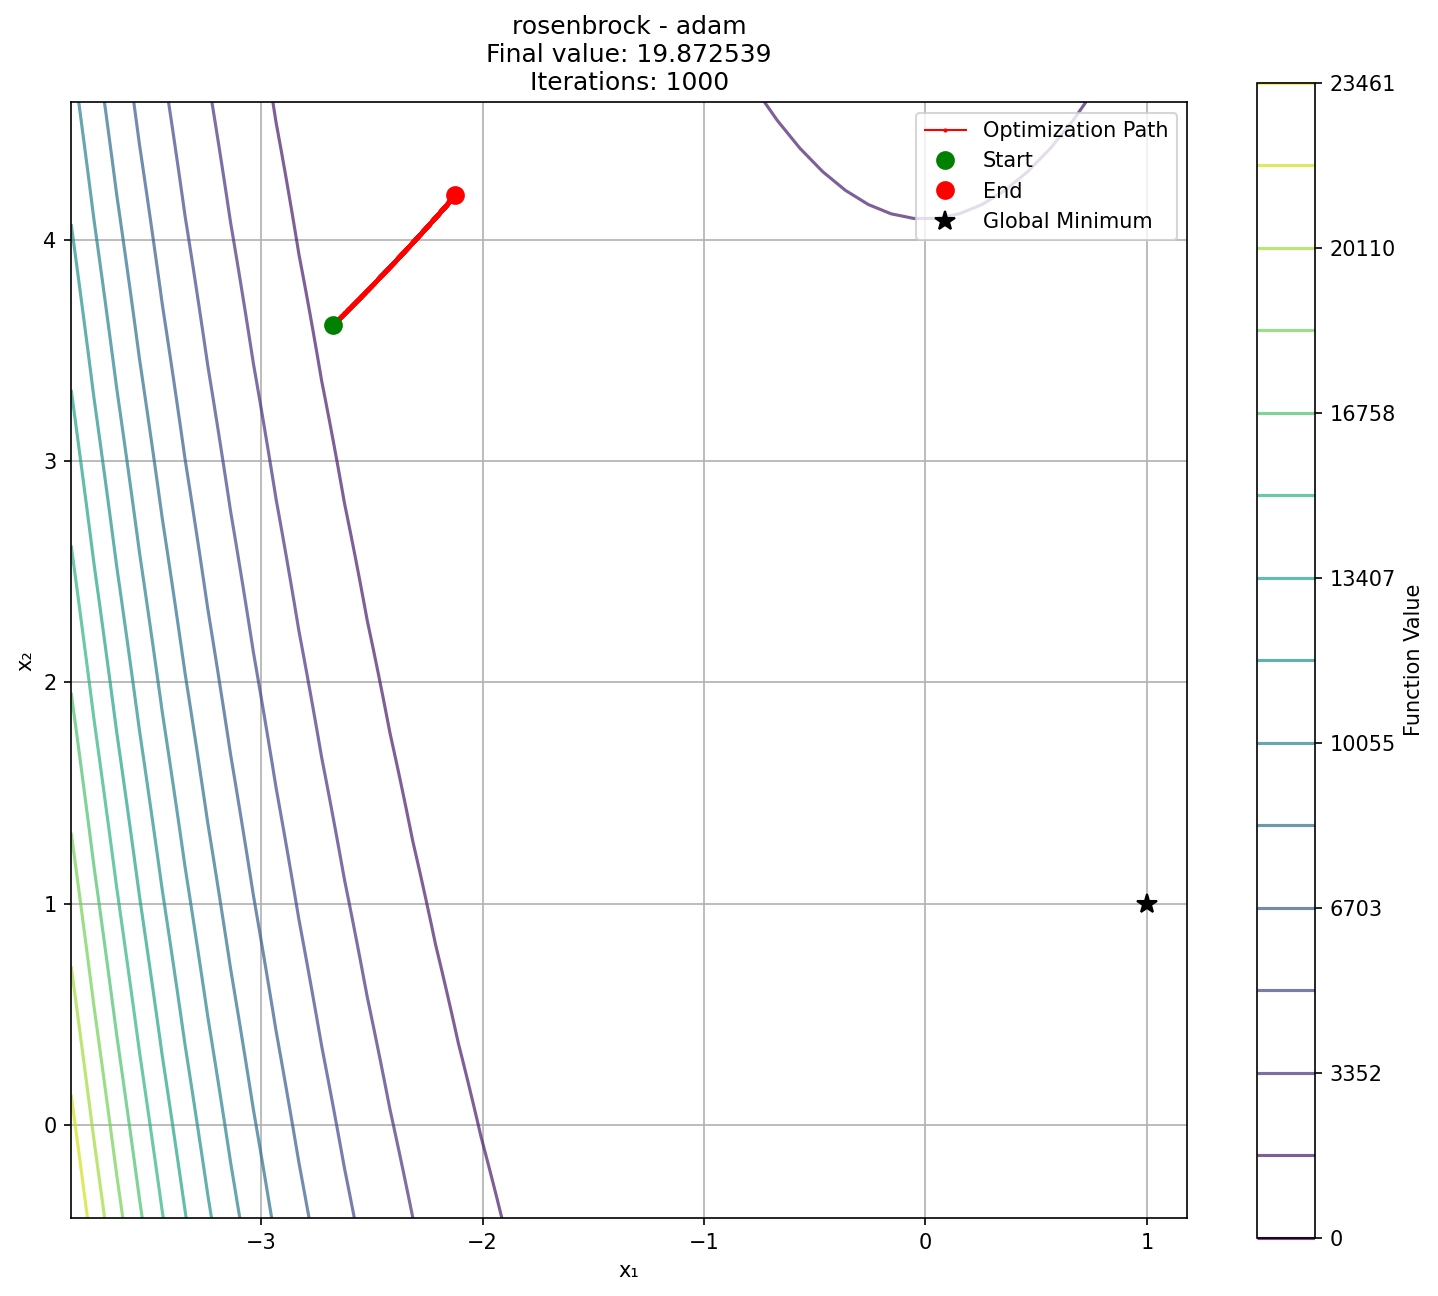 rosenbrock - adam
Final value: 19.872539
Iterations: 1000
Optimization Path
Start
End
Global Minimum
4
3
2
1
0
−3
−2
−1
0
1
x₁
x₂
23461
20110
16758
13407
10055
6703
3352
0
Function Value